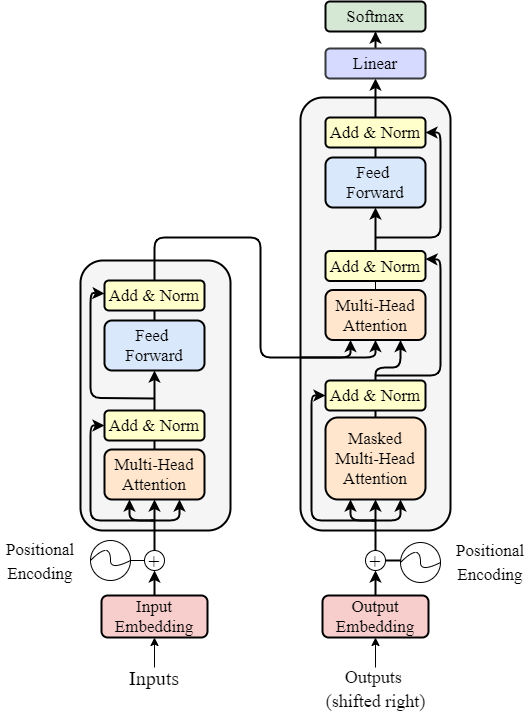 Softmax
Linear
Add & Norm
Feed
Forward
Add & Norm
Multi-Head
Attention
Add & Norm
Masked
Multi-Head
Attention
Add & Norm
Feed
Forward
Add & Norm
Multi-Head
Attention
Positional
Encoding
Positional
Encoding
Input
Embedding
Output
Embedding
Inputs
Outputs
(shifted right)